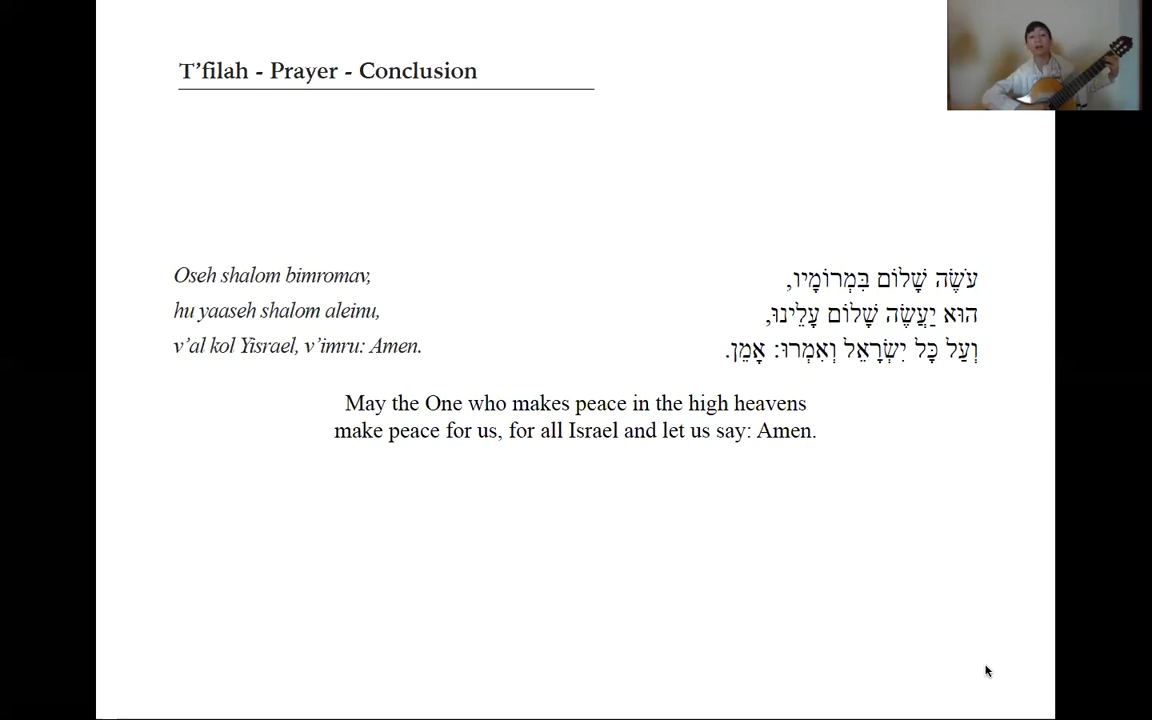 T’filah - Prayer - Conclusion
Oseh shalom bimromav,
hu yaaseh shalom aleinu,
v’al kol Yisrael, v’imru: Amen.
עֹשֶׂה שָׁלוֹם בִּמְרוֹמָיו,
הוּא יַעֲשֶׂה שָׁלוֹם עָלֵינוּ,
וְעַל כָּל יִשְׂרָאֵל וְאִמְרוּ: אָמֵן.
May the One who makes peace in the high heavens
make peace for us, for all Israel and let us say: Amen.